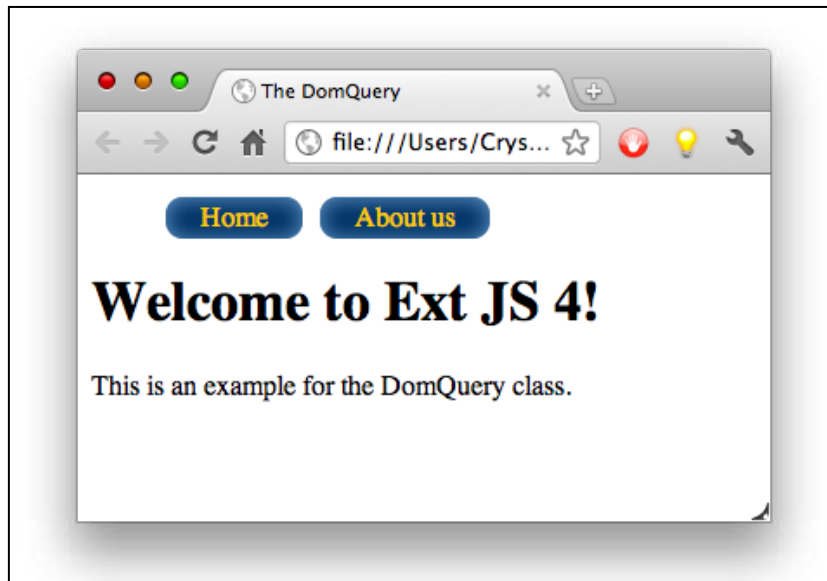 The DomQuery
file:///Users/Crys...
Home About us
Welcome to Ext JS 4!
This is an example for the DomQuery class.